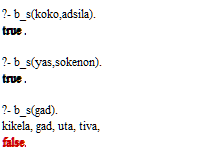 ?- b_s(koko,adsila).
true .
?- b_s(yas,sokenon).
true .
?- b_s(gad).
kikela, gad, uta, tiva,
false.